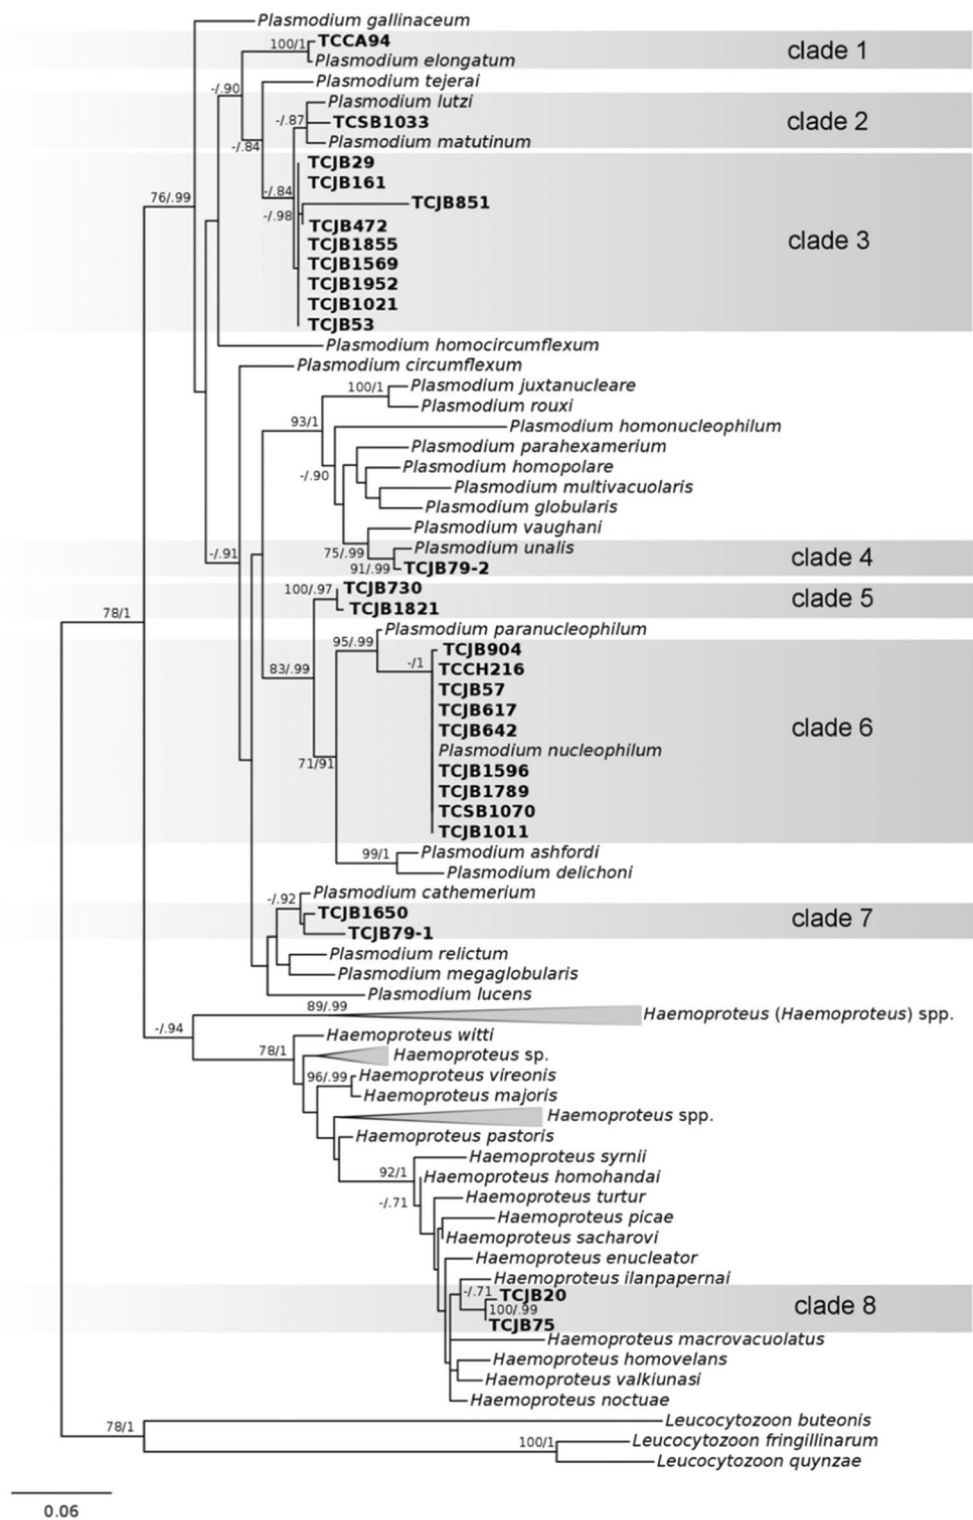 Plasmodium gallinaceum
100/1 TCCA94
clade 1
Plasmodium elongatum
Plasmodium tejerai
-/.90
Plasmodium lutzi
-/.87 TCSB1033
clade 2
Plasmodium matutinum
-/.84
TCJB29
TCJB161
-/.84
76/.99
TCJB851
-/.98
TCJB472
clade 3
TCJB1855
TCJB1569
TCJB1952
TCJB1021
TCJB53
Plasmodium homocircumflexum
Plasmodium circumflexum
100/1 Plasmodium juxtanucleare
Plasmodium rouxi
93/1
Plasmodium homonucleophilum
Plasmodium parahexamerium
Plasmodium homopolare
-/.90
Plasmodium multivacuolaris
Plasmodium globularis
Plasmodium vaughani
-/.91
75/.99 Plasmodium unalis
clade 4
91/.99 TCJB79-2
100/.97 TCJB730
clade 5
TCJB1821
78/1
Plasmodium paranucleophilum
95/.99
TCJB904
-/1 TCCH216
83/.99
TCJB57
TCJB617
TCJB642
clade 6
Plasmodium nucleophilum
71/91
TCJB1596
TCJB1789
TCSB1070
TCJB1011
99/1 Plasmodium ashfordi
Plasmodium delichoni
Plasmodium cathemerium
-/.92
TCJB1650
clade 7
TCJB79-1
Plasmodium relictum
Plasmodium megaglobularis
Plasmodium lucens
89/.99
Haemoproteus (Haemoproteus) spp.
-/.94
Haemoproteus witti
78/1
Haemoproteus sp.
96/.99 Haemoproteus vireonis
Haemoproteus majoris
Haemoproteus spp.
Haemoproteus pastoris
Haemoproteus syrnii
92/1
Haemoproteus homohandai
-/.71
Haemoproteus turtur
Haemoproteus picae
Haemoproteus sacharovi
Haemoproteus enucleator
Haemoproteus ilanpapernai
-/.71 TCJB20
clade 8
100/.99
TCJB75
Haemoproteus macrovacuolatus
Haemoproteus homovelans
Haemoproteus valkiunasi
Haemoproteus noctuae
Leucocytozoon buteonis
78/1
100/1 Leucocytozoon fringillinarum
Leucocytozoon quynzae
0.06